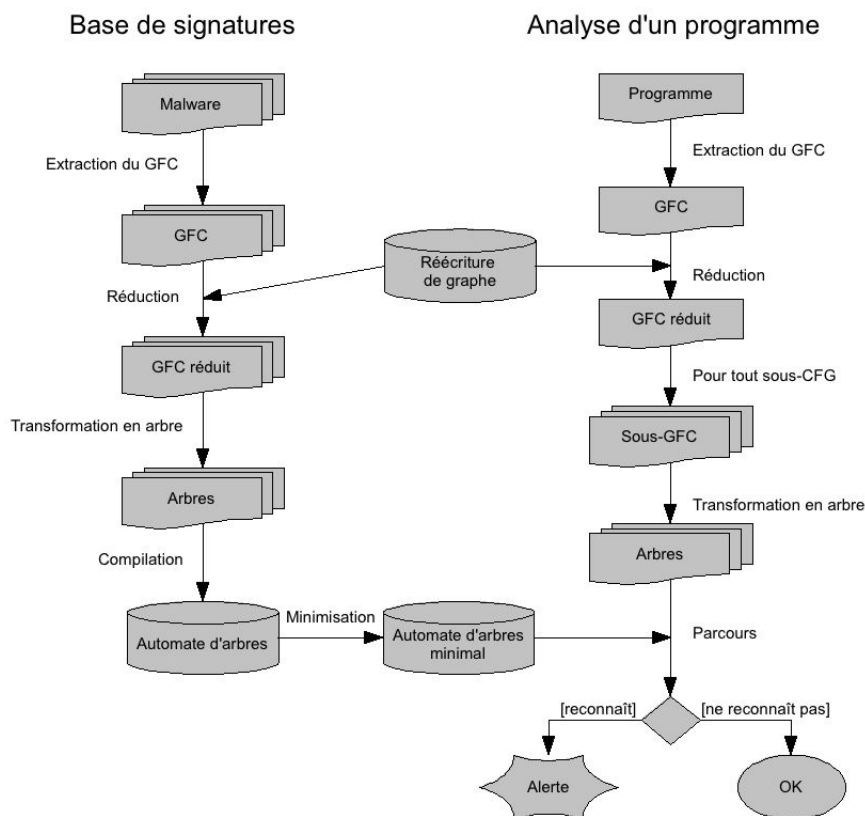 Base de signatures
Analyse d'un programme
Malware
Programme
Extraction du GFC
Extraction du GFC
GFC
GFC
Réécriture
de graphe
Réduction
Réduction
GFC réduit
GFC réduit
Pour tout sous-CFG
Transformation en arbre
Sous-GFC
Arbres
Transformation en arbre
Arbres
Compilation
Automate d'arbres
Minimisation
Automate d'arbres
minimal
Parcours
[reconnaît]
[ne reconnaît pas]
Alerte
OK